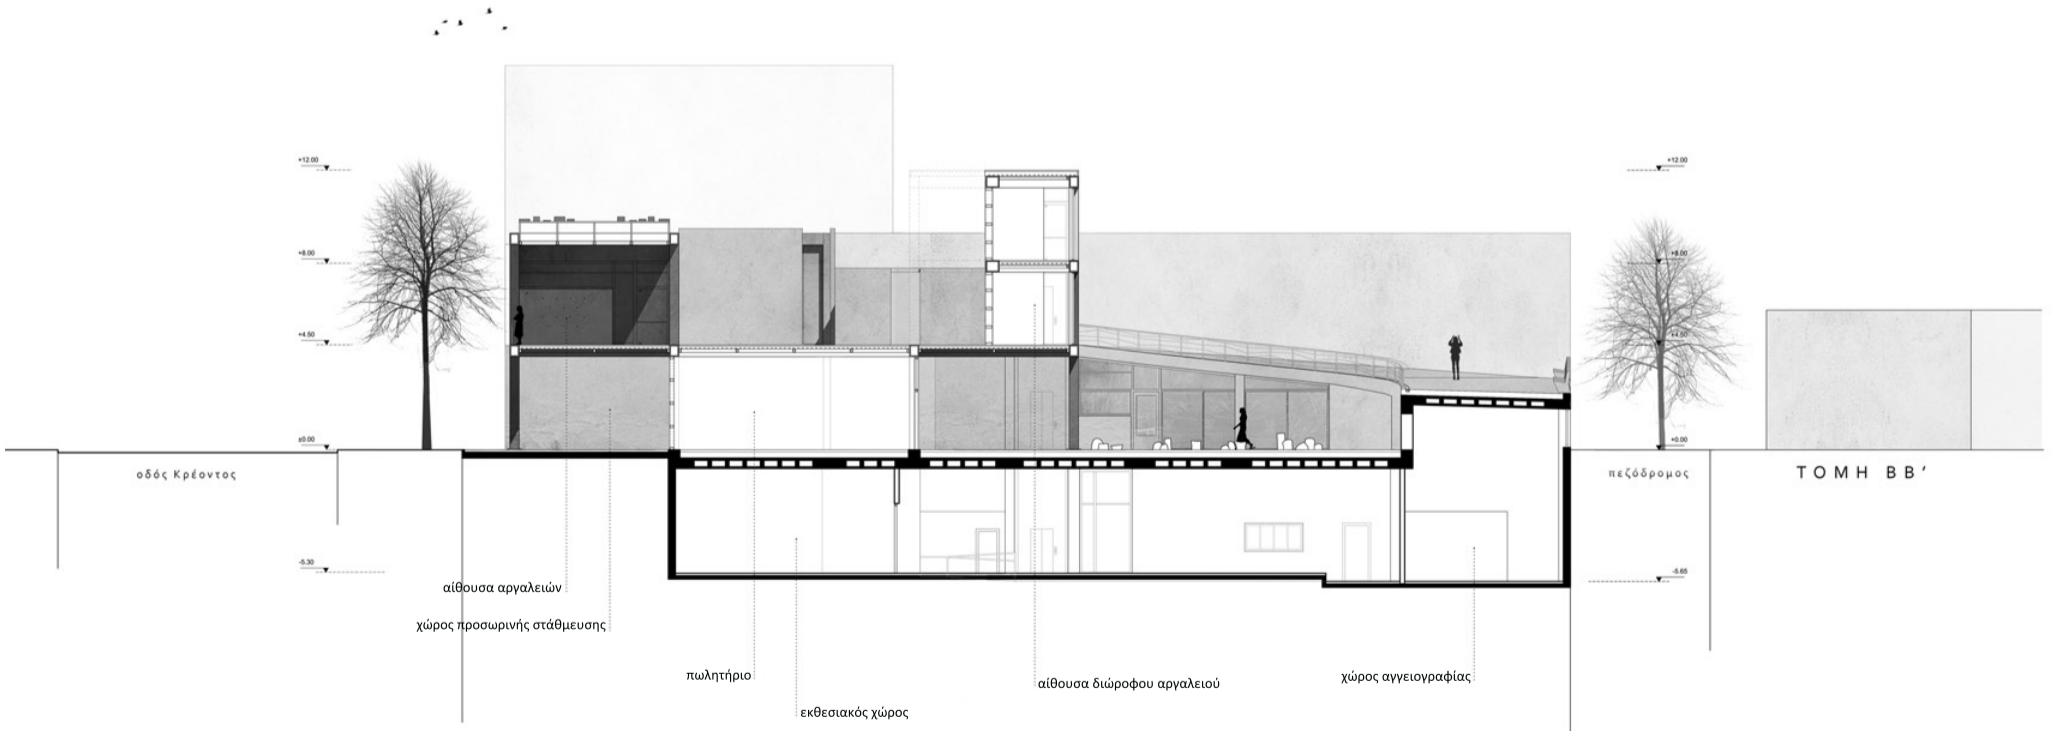 +12.00
+12.00
+8.00
+8.00
+4.50
+4.50
±0.00
+0.00
οδός Κρέοντος
πεζόδρομος
ΤΟΜΗ ΒΒ'
-5.30
-5.65
αίθουσα αργαλειών
χώρος προσωρινής στάθμευσης
πωλητήριο
αίθουσα διώροφου αργαλειού
χώρος αγγειογραφίας
εκθεσιακός χώρος